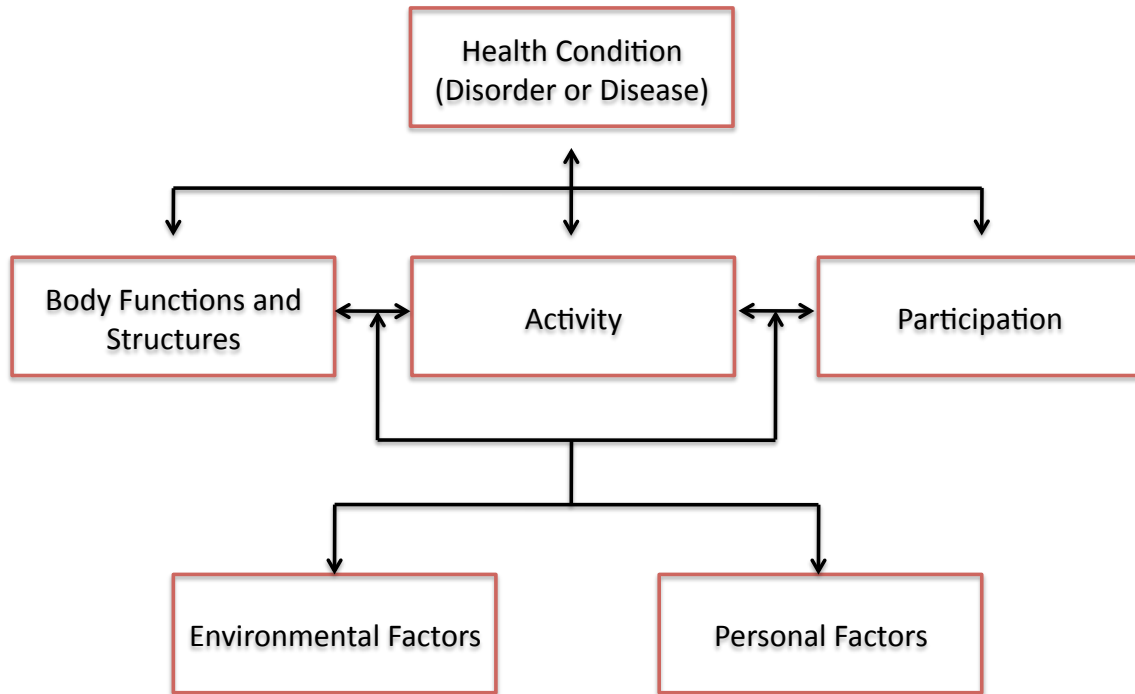 Health Condition
(Disorder or Disease)
Body Functions and
Structures
Activity
Participation
Environmental Factors
Personal Factors